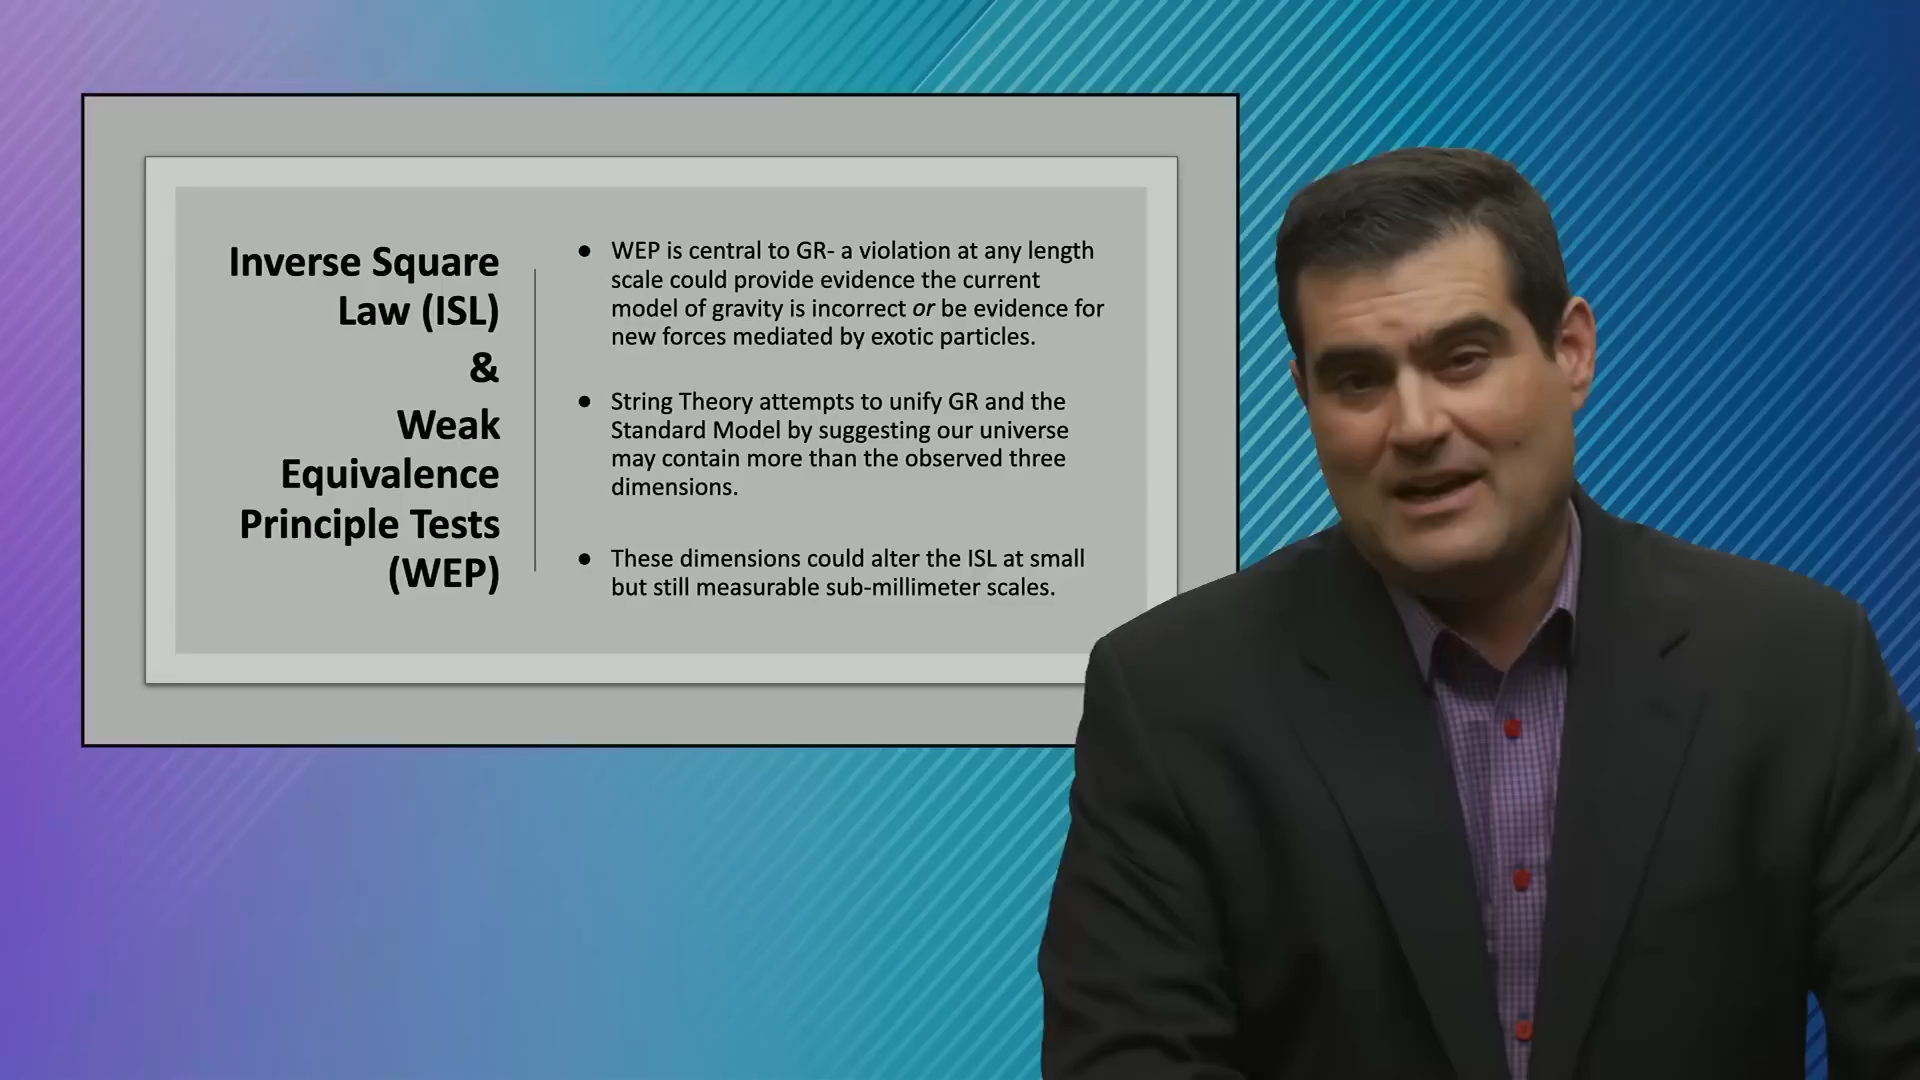 Inverse Square
Law (ISL)
&
Weak
Equivalence
Principle Tests
(WEP)
● WEP is central to GR- a violation at any length
scale could provide evidence the current
model of gravity is incorrect or be evidence for
new forces mediated by exotic particles.
● String Theory attempts to unify GR and the
Standard Model by suggesting our universe
may contain more than the observed three
dimensions.
● These dimensions could alter the ISL at small
but still measurable sub-millimeter scales.